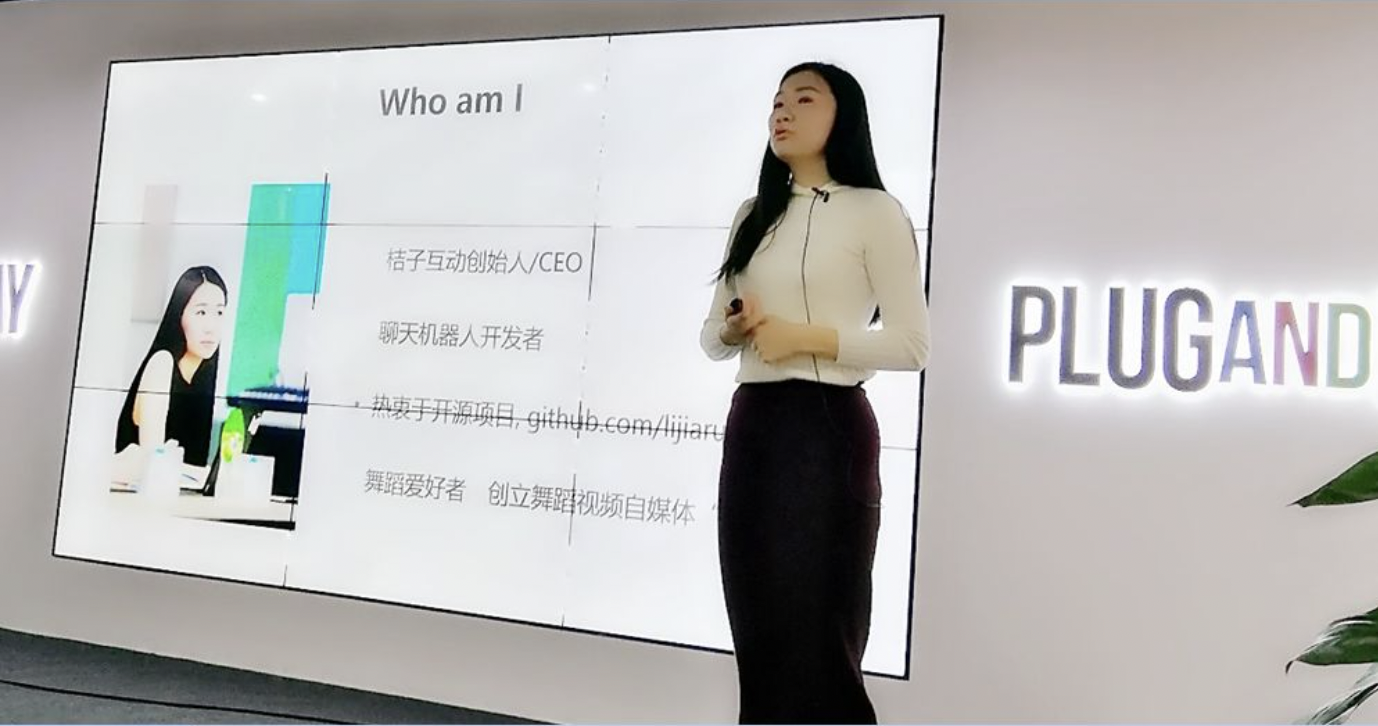 Who am I
桔子互动创始人/CEO
聊天机器人开发者
热衷于开源项目, github.com/lijiaru
舞蹈爱好者 创立舞蹈视频自媒体 “
PLUGAND